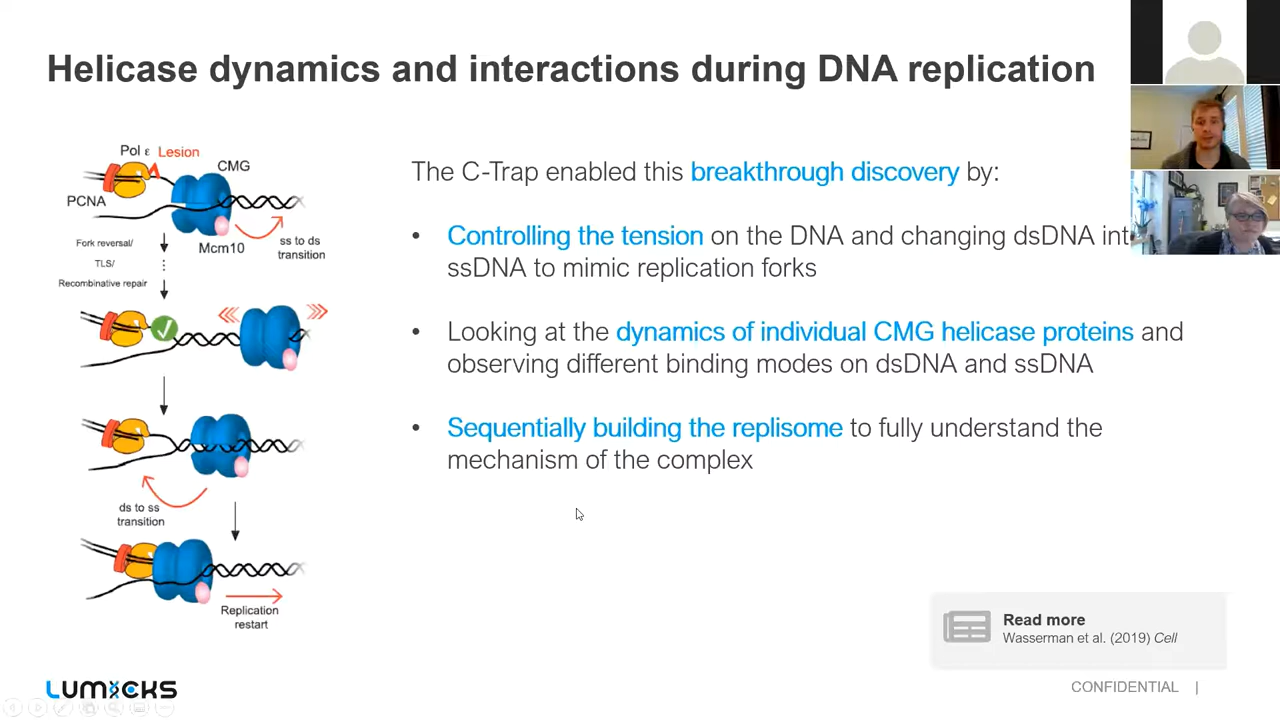 Helicase dynamics and interactions during DNA replication
Pol ε
Lesion
CMG
PCNA
Mcm10
ss to ds
transition
Fork reversal/
TLS/
Recombinative repair
ds to ss
transition
Replication
restart
The C-Trap enabled this breakthrough discovery by:
• Controlling the tension on the DNA and changing dsDNA int
ssDNA to mimic replication forks
• Looking at the dynamics of individual CMG helicase proteins and
observing different binding modes on dsDNA and ssDNA
• Sequentially building the replisome to fully understand the
mechanism of the complex
Read more
Wasserman et al. (2019) Cell
LUMICKS
CONFIDENTIAL |